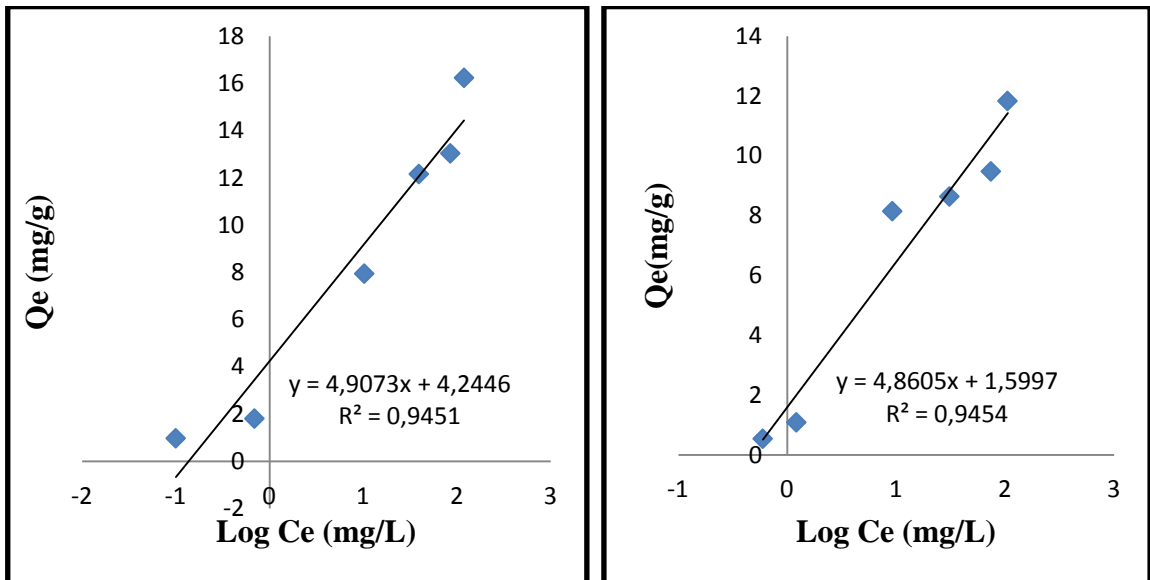 18
16
14
12
10
8
6
4
2
0
-2
-2 -1 0 1 2 3
Qe (mg/g)
y = 4,9073x + 4,2446
R² = 0,9451
Log Ce (mg/L)
14
12
10
8
6
4
2
0
-1 0 1 2 3
Qe(mg/g)
y = 4,8605x + 1,5997
R² = 0,9454
Log Ce (mg/L)